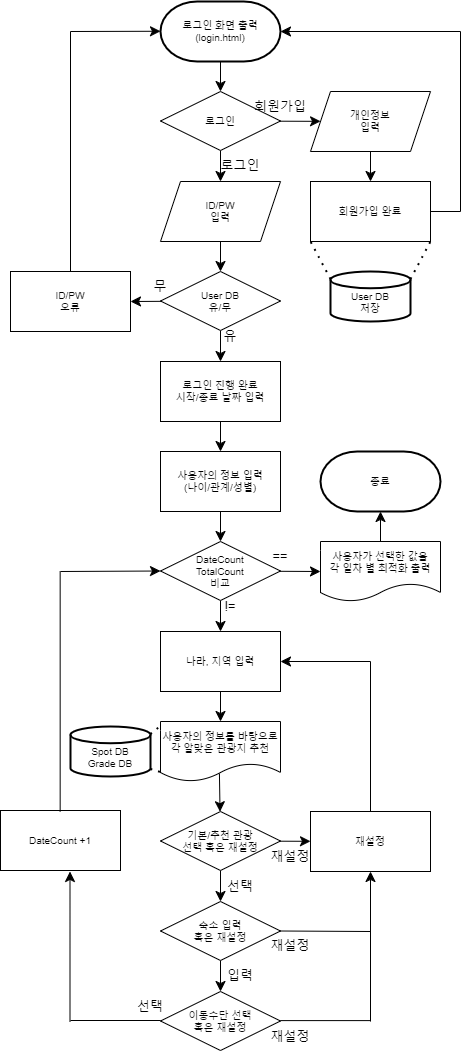 로그인 화면 출력
(login.html)
로그인
회원가입
개인정보
입력
로그인
ID/PW
입력
회원가입 완료
User DB
저장
User DB
유/무
무
ID/PW
오류
유
로그인 진행 완료
시작/종료 날짜 입력
사용자의 정보 입력
(나이/관계/성별)
종료
DateCount
TotalCount
비교
==
사용자가 선택한 값을
각 일차 별 최적화 출력
!=
나라, 지역 입력
사용자의 정보를 바탕으로
각 알맞은 관광지 추천
Spot DB
Grade DB
기본/추천 관광
선택 혹은 재설정
재설정
재설정
DateCount +1
선택
숙소 입력
혹은 재설정
재설정
입력
이동수단 선택
혹은 재설정
선택
재설정